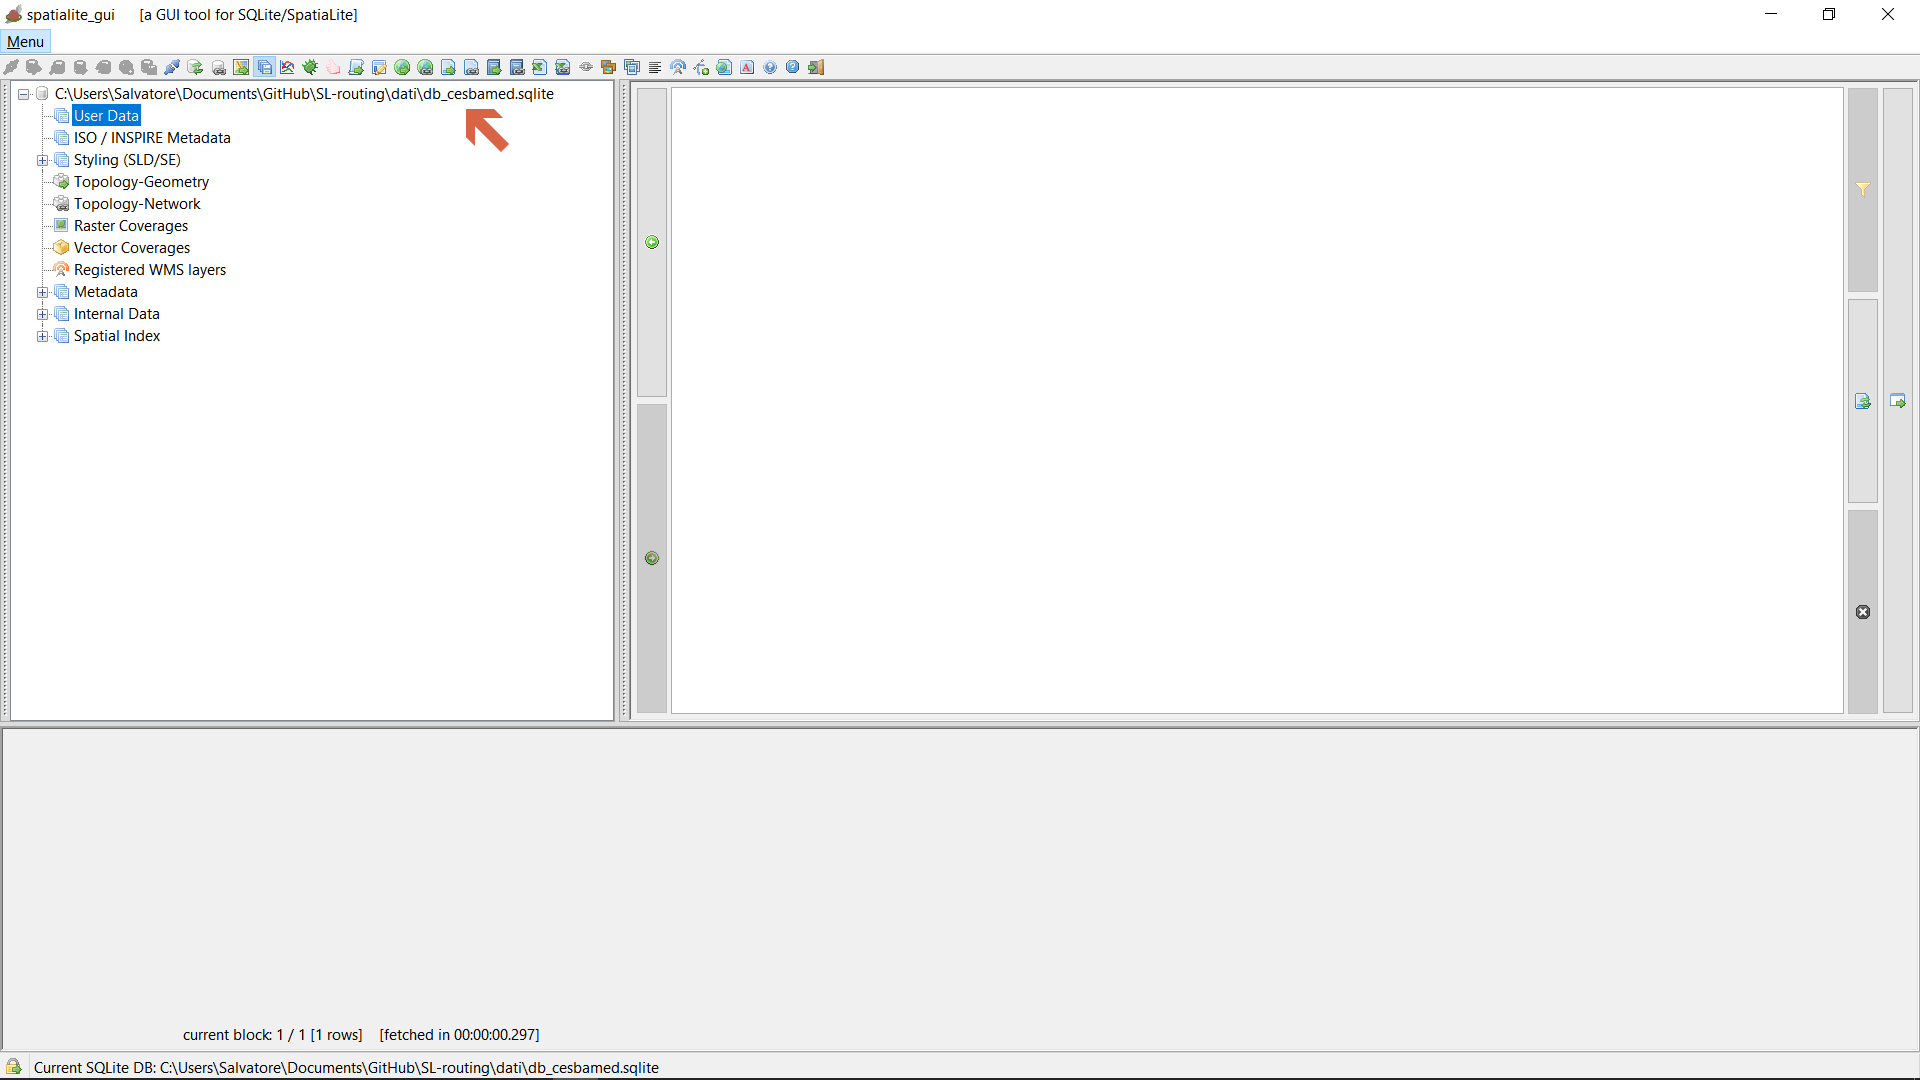 spatialite_gui [a GUI tool for SQLite/SpatiaLite]
Menu
C:\Users\Salvatore\Documents\GitHub\SL-routing\dati\db_cesbamed.sqlite
User Data
ISO / INSPIRE Metadata
Styling (SLD/SE)
Topology-Geometry
Topology-Network
Raster Coverages
Vector Coverages
Registered WMS layers
Metadata
Internal Data
Spatial Index
current block: 1 / 1 [1 rows] [fetched in 00:00:00.297]
Current SQLite DB: C:\Users\Salvatore\Documents\GitHub\SL-routing\dati\db_cesbamed.sqlite